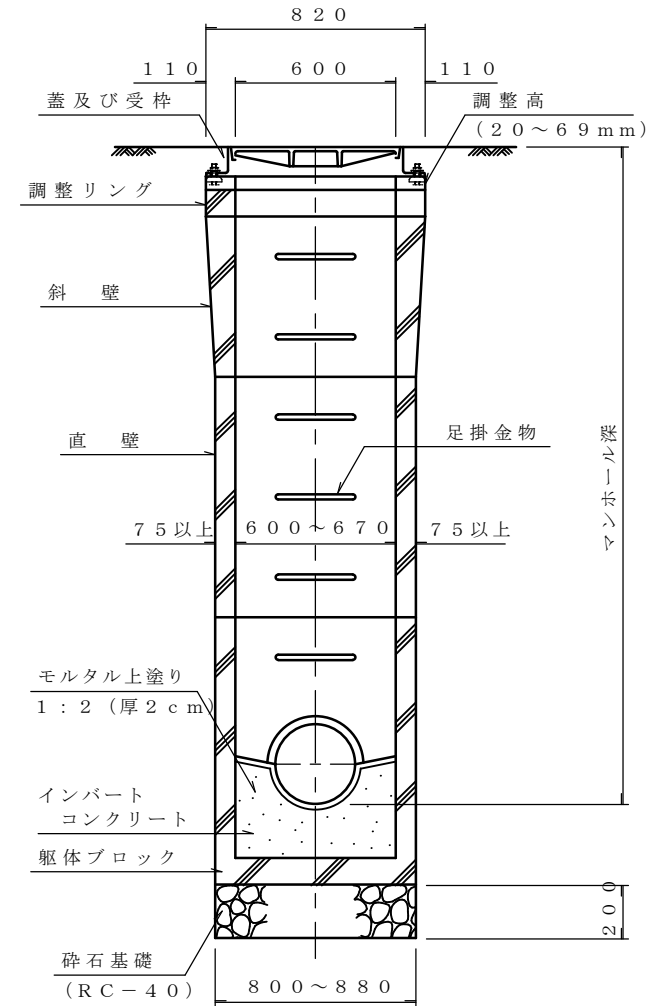 ８２０
１１０
６００
１１０
蓋及び受枠
調整高
（２０～６９ｍｍ）
調整リング
斜　壁
直　壁
足掛金物
マンホール深
７５以上
６００～６７０
７５以上
モルタル上塗り
１：２（厚２ｃｍ）
インバート
コンクリート
躯体ブロック
２００
砕石基礎
（ＲＣ－４０）
８００～８８０